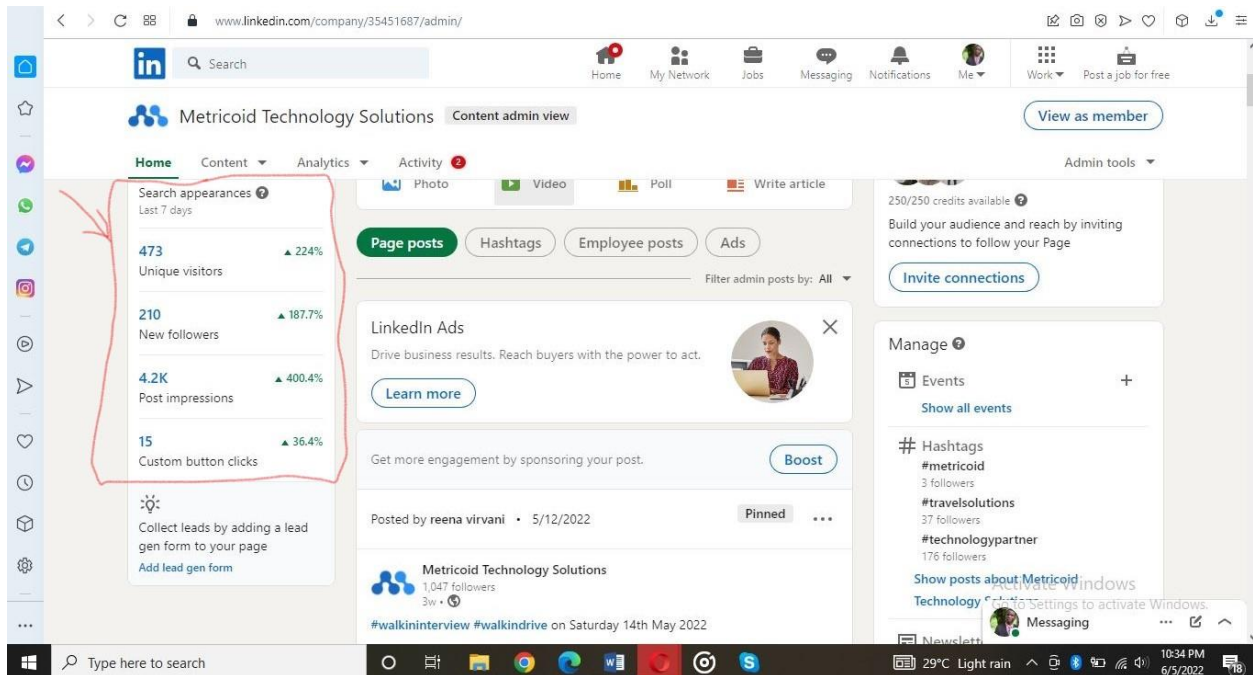 www.linkedin.com/company/35451687/admin/
in
Search
Home
My Network
Jobs
Messaging
Notifications
Me
Work
Post a job for free
Metricoid Technology Solutions
Content admin view
View as member
Home
Content
Analytics
Activity 2
Admin tools
Search appearances
Last 7 days
473 224%
Unique visitors
210 187.7%
New followers
4.2K 400.4%
Post impressions
15 36.4%
Custom button clicks
Collect leads by adding a lead
gen form to your page
Add lead gen form
Photo
Video
Poll
Write article
Page posts
Hashtags
Employee posts
Ads
Filter admin posts by: All
LinkedIn Ads
Drive business results. Reach buyers with the power to act.
Learn more
Get more engagement by sponsoring your post.
Boost
Posted by reena virvani • 5/12/2022
Pinned
Metricoid Technology Solutions
1,047 followers
3w •
#walkininterview #walkindrive on Saturday 14th May 2022
250/250 credits available
Build your audience and reach by inviting
connections to follow your Page
Invite connections
Manage
Events
Show all events
Hashtags
#metricoid
3 followers
#travelsolutions
37 followers
#technologypartner
176 followers
Show posts about Metricoid
Technology
Activate Windows
Go to Settings to activate Windows.
Messaging
Type here to search
29°C Light rain
10:34 PM
6/5/2022
18